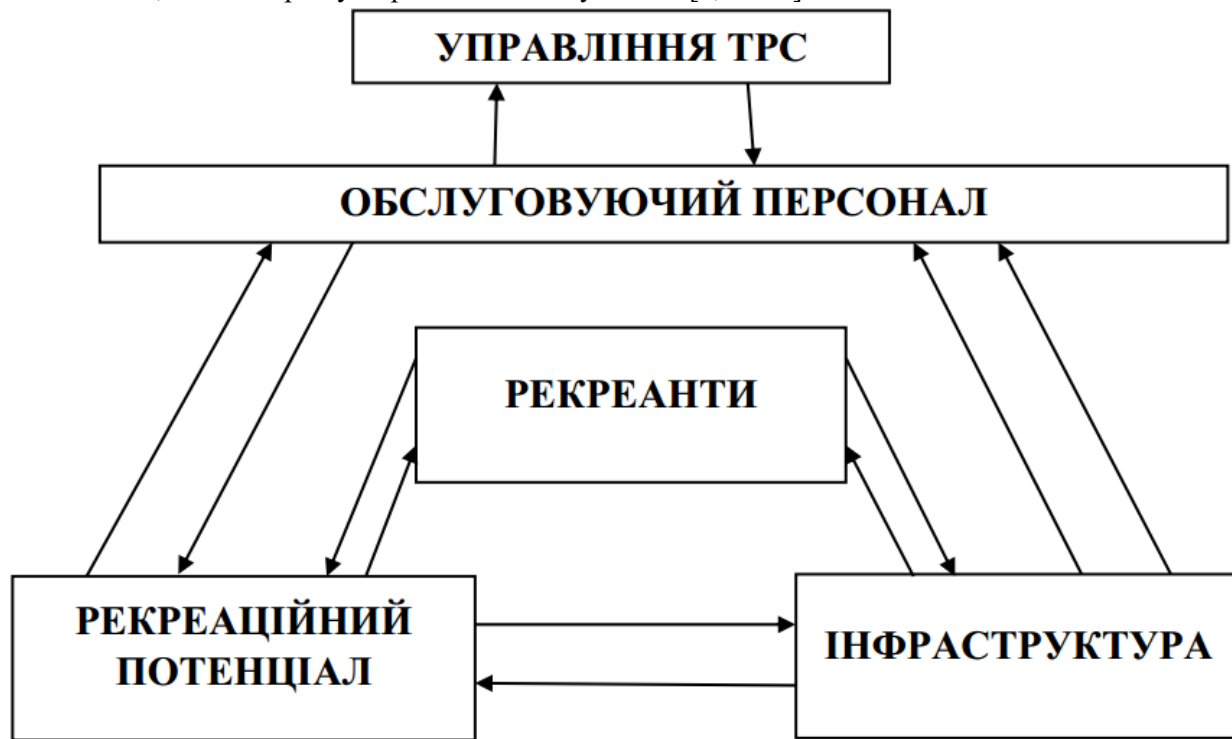 УПРАВЛІННЯ ТРС
ОБСЛУГОВУЮЧИЙ ПЕРСОНАЛ
РЕКРЕАНТИ
РЕКРЕАЦІЙНИЙ
ПОТЕНЦІАЛ
ІНФРАСТРУКТУРА